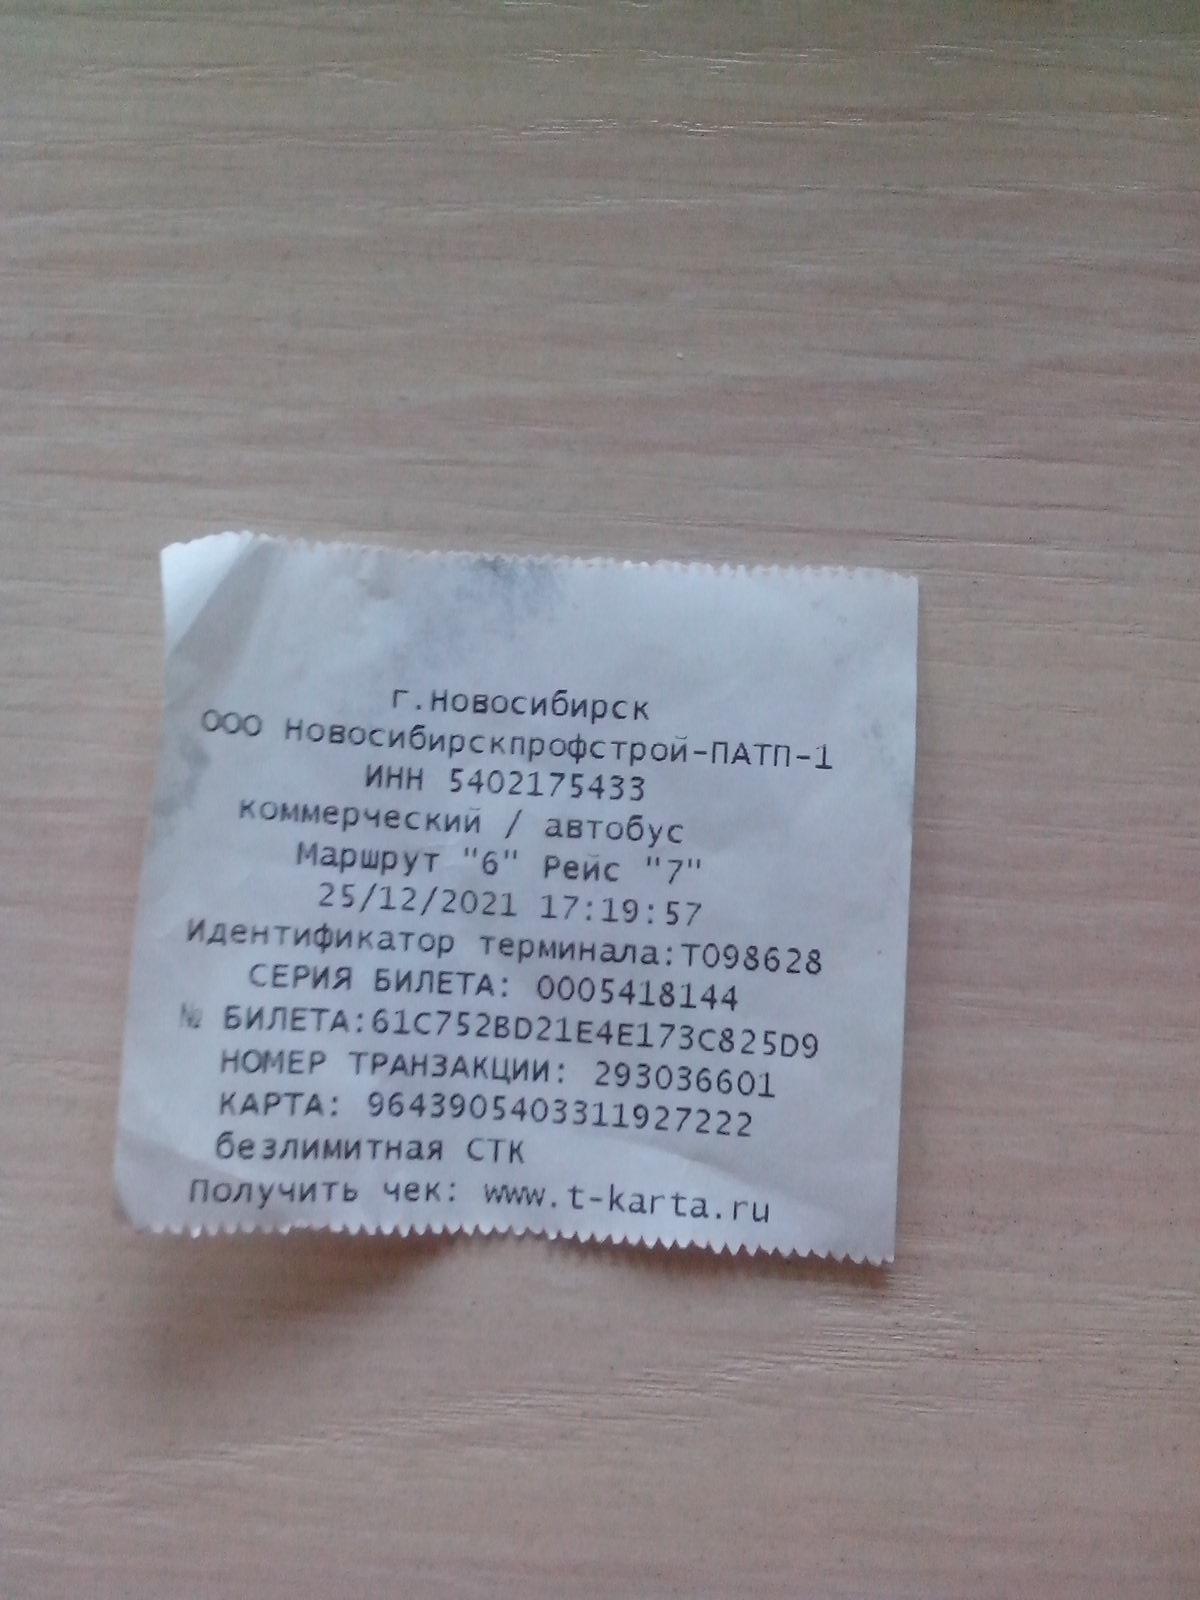 г.Новосибирск
ООО Новосибирскпрофстрой-ПАТП-1
ИНН 5402175433
коммерческий / автобус
Маршрут "6" Рейс "7"
25/12/2021 17:19:57
Идентификатор терминала:T098628
СЕРИЯ БИЛЕТА: 0005418144
№ БИЛЕТА:61C752BD21E4E173C825D9
НОМЕР ТРАНЗАКЦИИ: 293036601
КАРТА: 9643905403311927222
безлимитная СТК
Получить чек: www.t-karta.ru